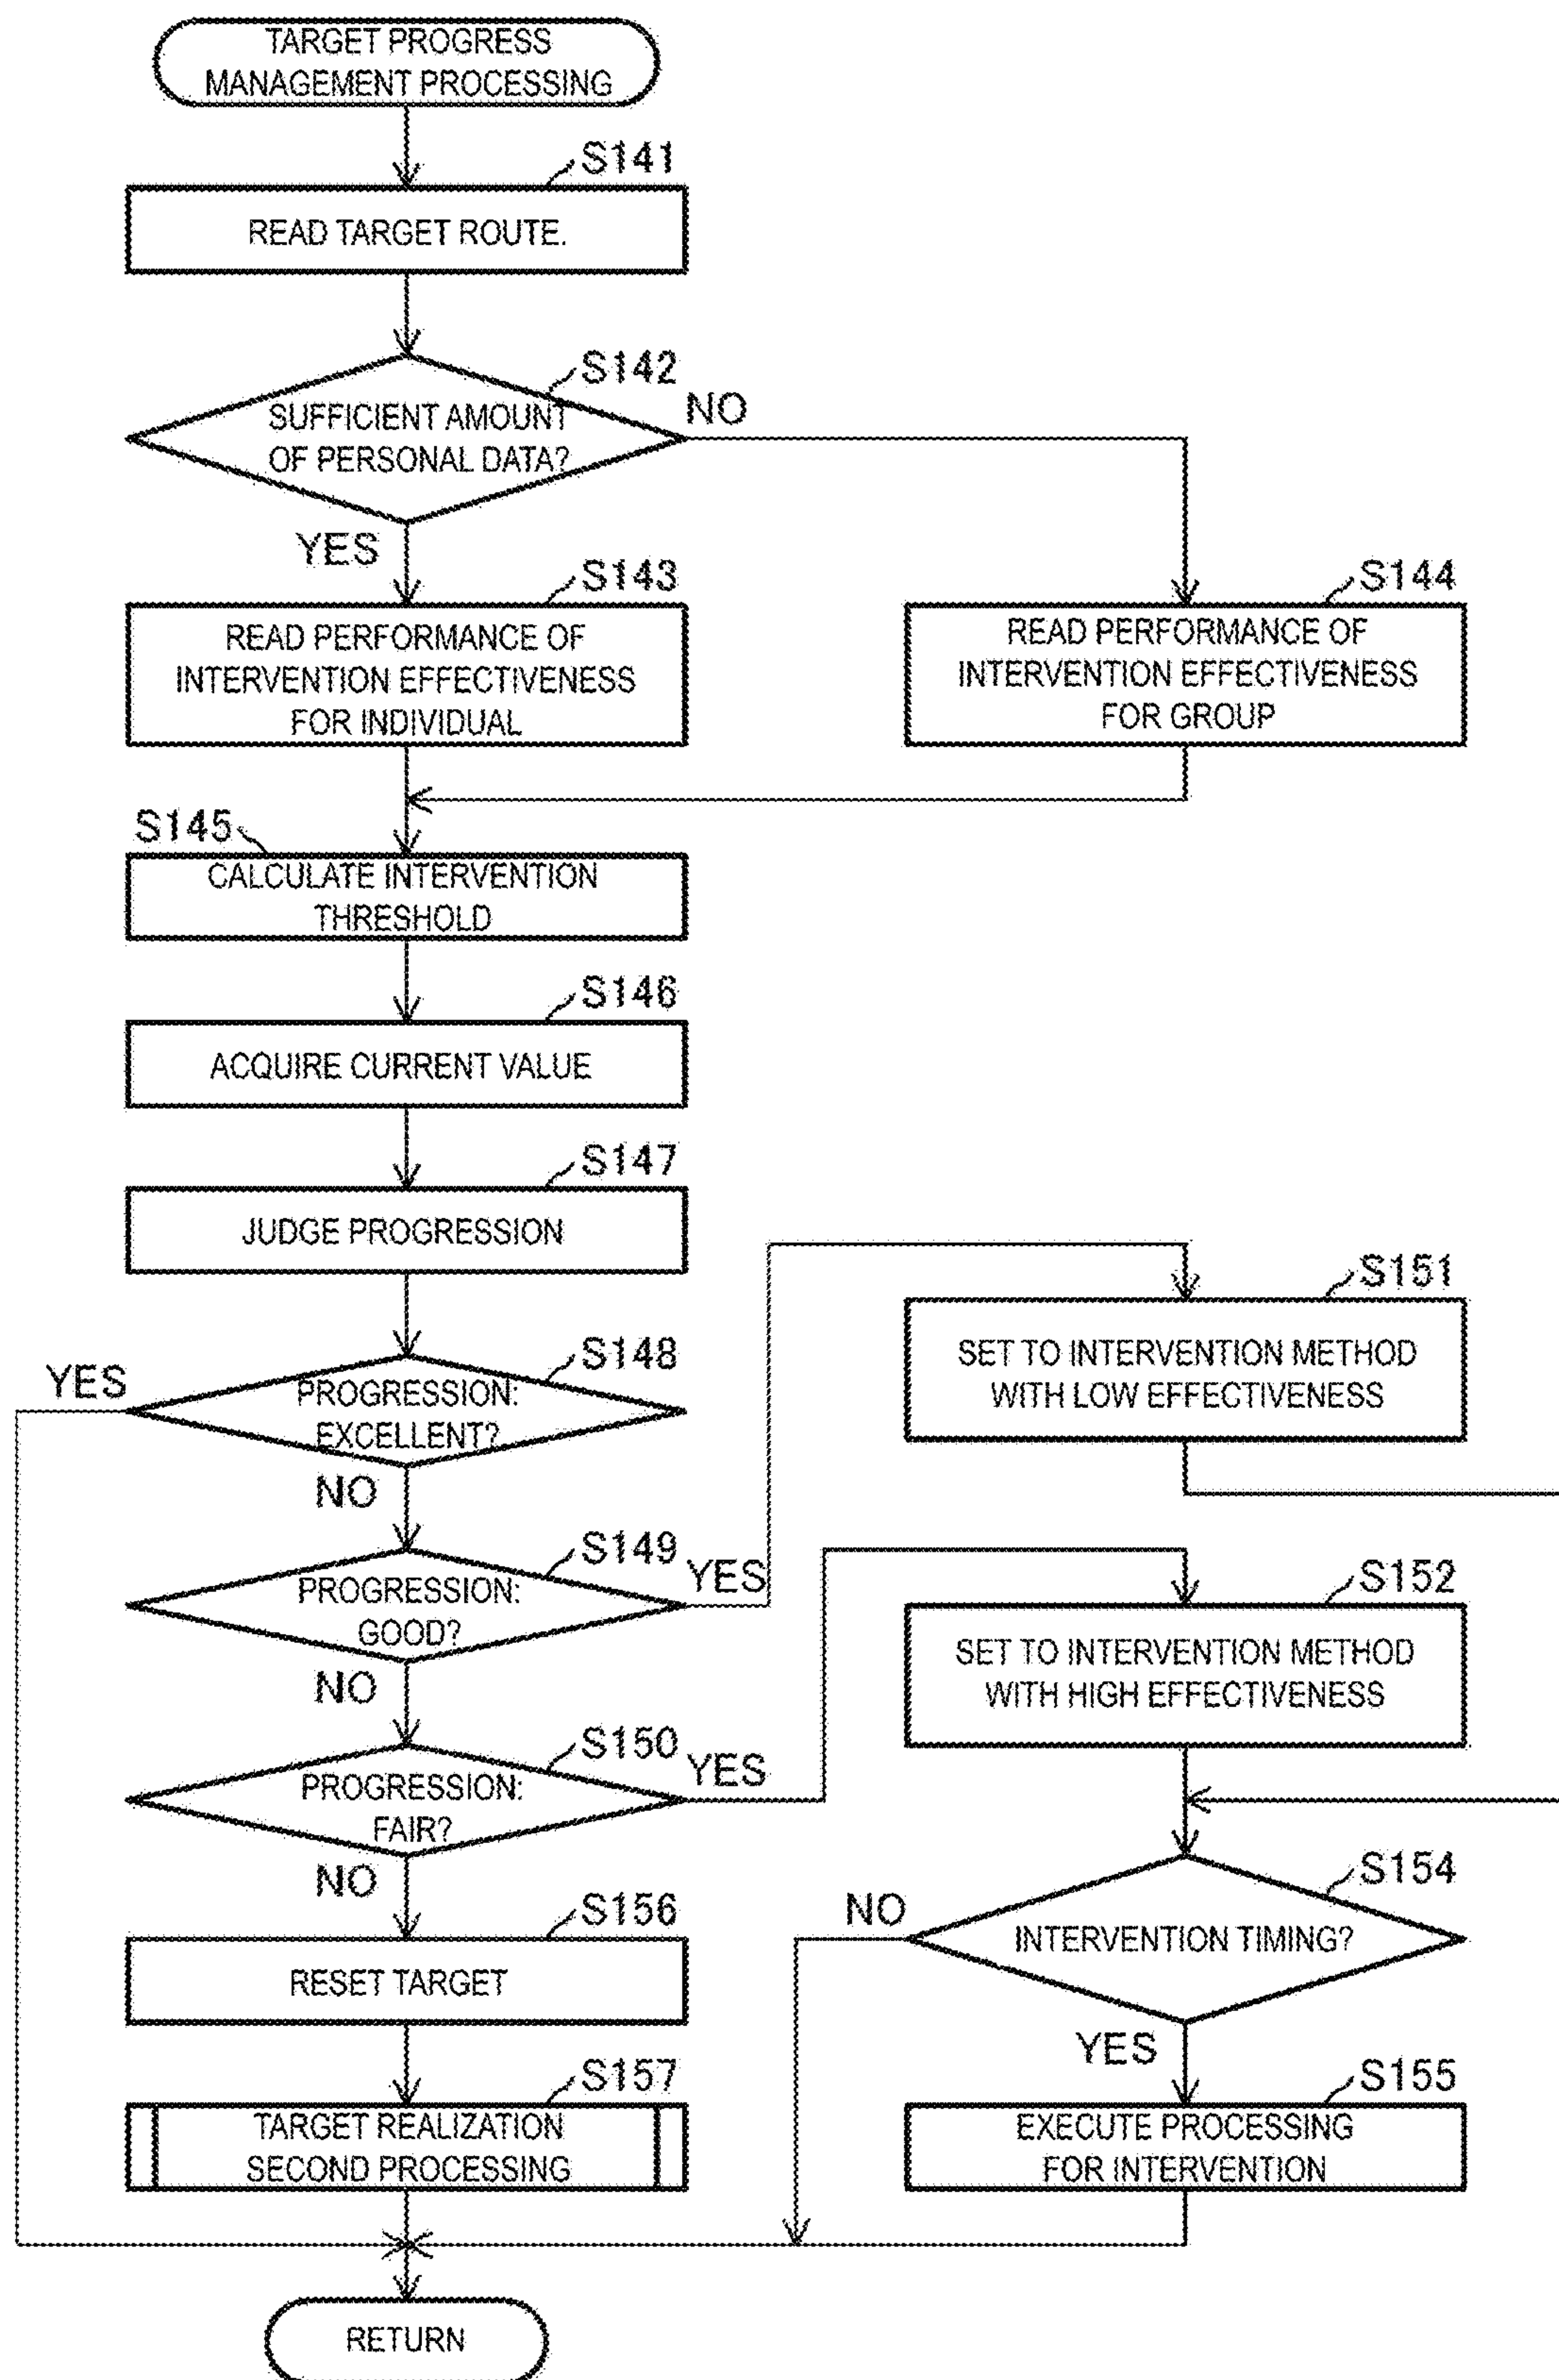 TARGET PROGRESS
MANAGEMENT PROCESSING
S141
READ TARGET ROUTE.
S142
SUFFICIENT AMOUNT
OF PERSONAL DATA?
NO
YES
S143
READ PERFORMANCE OF
INTERVENTION EFFECTIVENESS
FOR INDIVIDUAL
S144
READ PERFORMANCE OF
INTERVENTION EFFECTIVENESS
FOR GROUP
S145
CALCULATE INTERVENTION
THRESHOLD
S146
ACQUIRE CURRENT VALUE
S147
JUDGE PROGRESSION
S148
YES
PROGRESSION:
EXCELLENT?
NO
S149
PROGRESSION:
GOOD?
YES
NO
S150
PROGRESSION:
FAIR?
YES
NO
S151
SET TO INTERVENTION METHOD
WITH LOW EFFECTIVENESS
S152
SET TO INTERVENTION METHOD
WITH HIGH EFFECTIVENESS
S154
NO
INTERVENTION TIMING?
YES
S155
EXECUTE PROCESSING
FOR INTERVENTION
S156
RESET TARGET
S157
TARGET REALIZATION
SECOND PROCESSING
RETURN